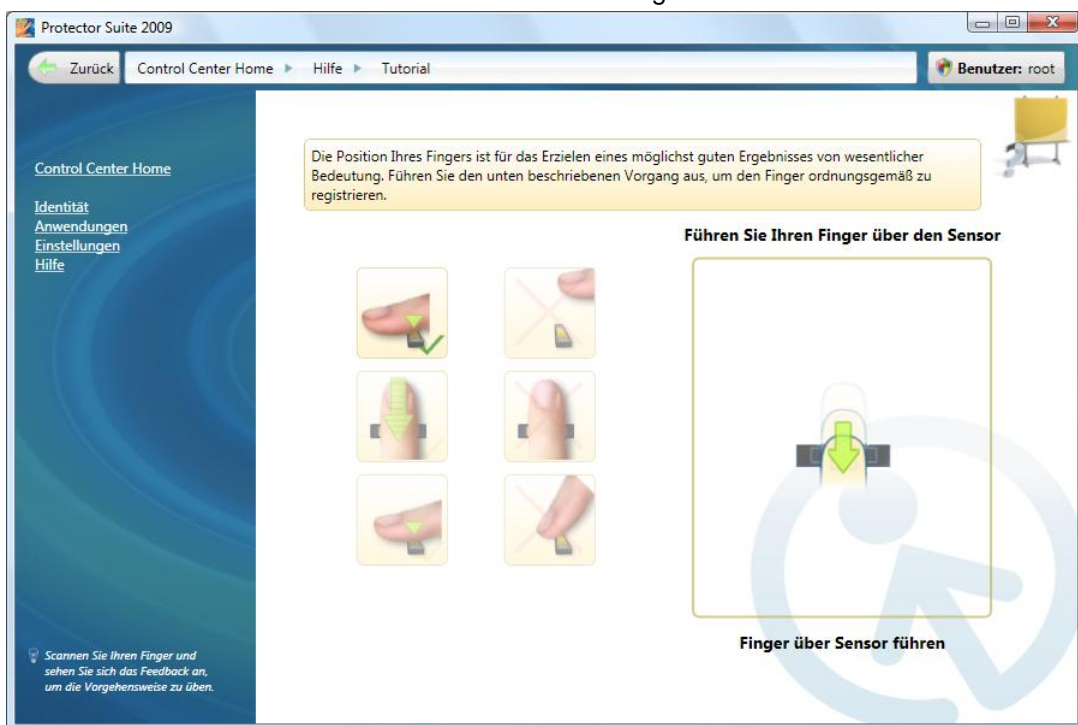 Protector Suite 2009
Zurück
Control Center Home
Hilfe
Tutorial
Benutzer: root
Control Center Home
Identität
Anwendungen
Einstellungen
Hilfe
Die Position Ihres Fingers ist für das Erzielen eines möglichst guten Ergebnisses von wesentlicher
Bedeutung. Führen Sie den unten beschriebenen Vorgang aus, um den Finger ordnungsgemäß zu
registrieren.
Führen Sie Ihren Finger über den Sensor
Finger über Sensor führen
Scannen Sie Ihren Finger und
sehen Sie sich das Feedback an,
um die Vorgehensweise zu üben.